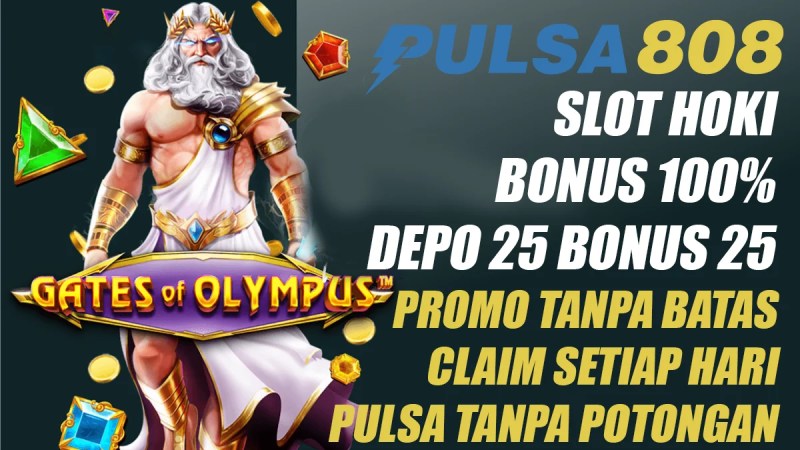 PULSA808
SLOT HOKI
BONUS 100%
DEPO 25 BONUS 25
GATES of OLYMPUS™
PROMO TANPA BATAS
CLAIM SETIAP HARI
PULSA TANPA POTONGAN